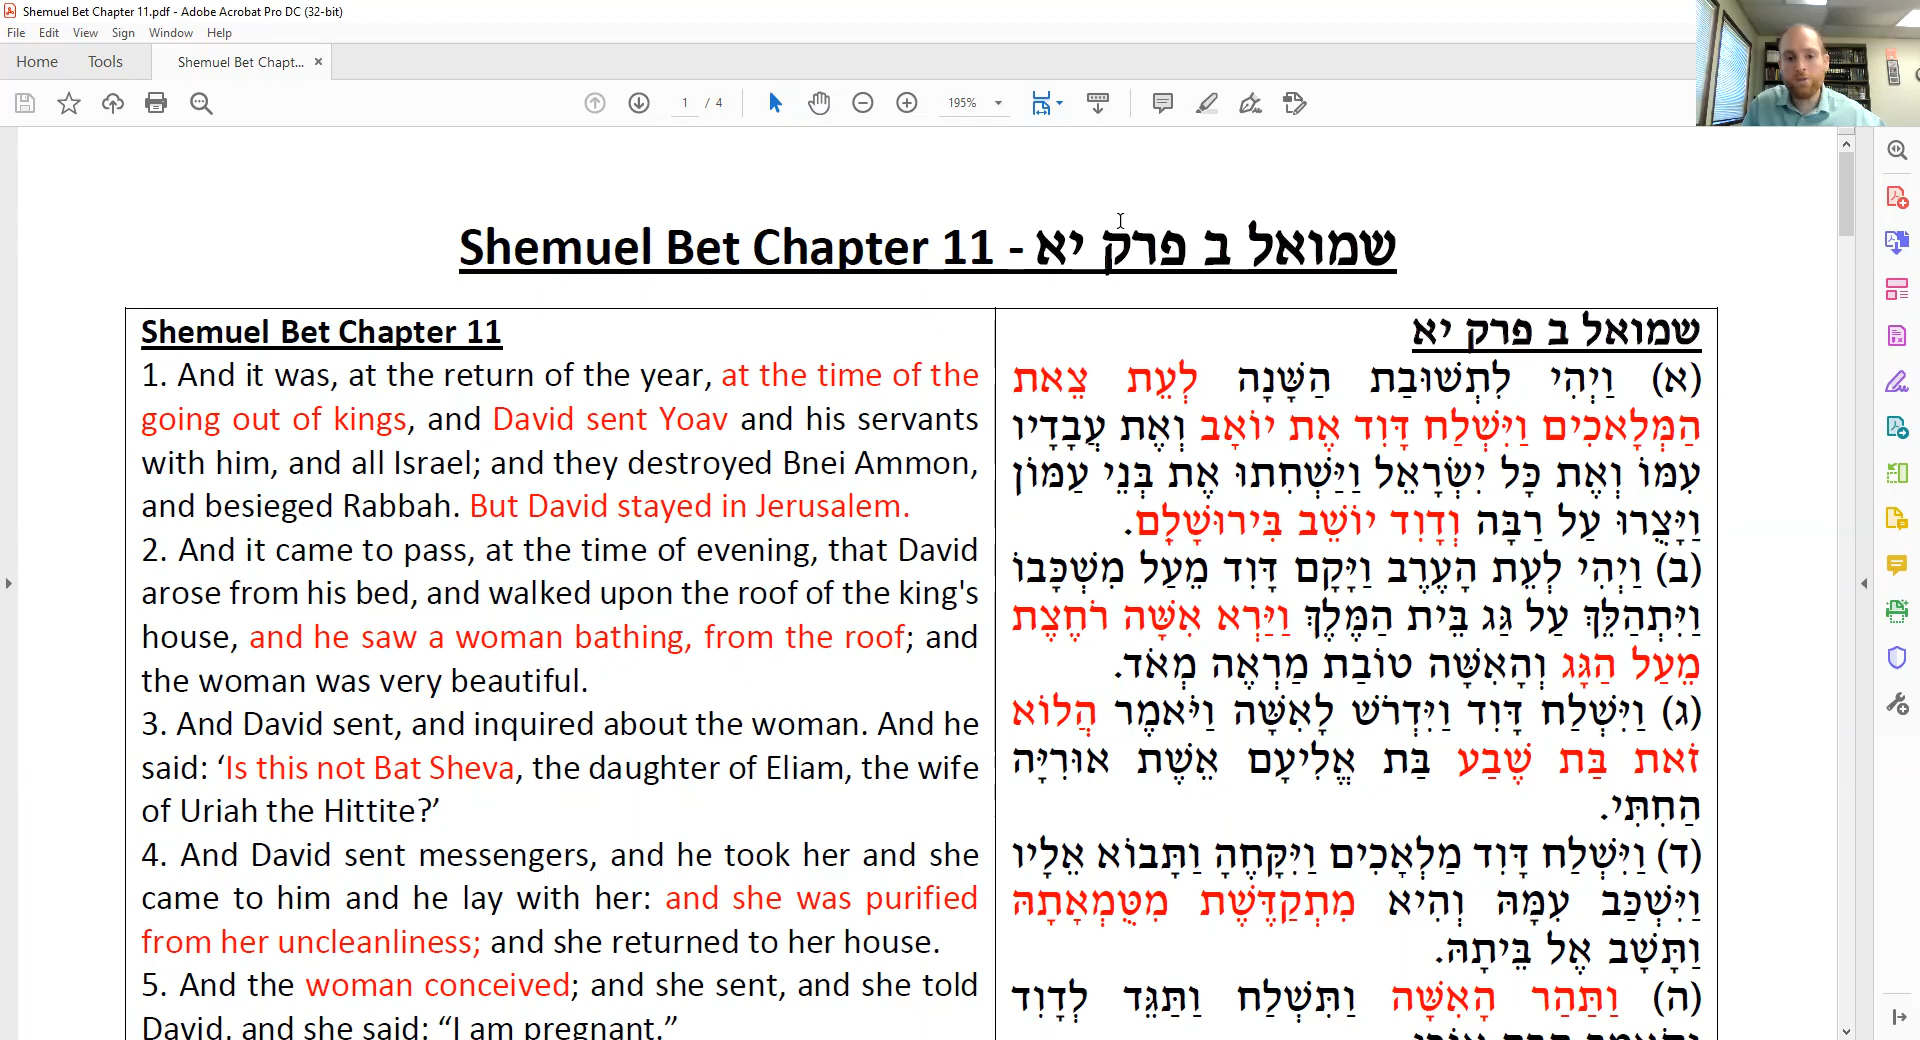 Shemuel Bet Chapter 11.pdf - Adobe Acrobat Pro DC (32-bit)
File Edit View Sign Window Help
Home Tools Shemuel Bet Chapt... ×
1 / 4 195%
Shemuel Bet Chapter 11 - שמואל ב פרק יא
Shemuel Bet Chapter 11
1. And it was, at the return of the year, at the time of the
going out of kings, and David sent Yoav and his servants
with him, and all Israel; and they destroyed Bnei Ammon,
and besieged Rabbah. But David stayed in Jerusalem.
2. And it came to pass, at the time of evening, that David
arose from his bed, and walked upon the roof of the king's
house, and he saw a woman bathing, from the roof; and
the woman was very beautiful.
3. And David sent, and inquired about the woman. And he
said: ‘Is this not Bat Sheva, the daughter of Eliam, the wife
of Uriah the Hittite?’
4. And David sent messengers, and he took her and she
came to him and he lay with her: and she was purified
from her uncleanliness; and she returned to her house.
5. And the woman conceived; and she sent, and she told
David, and she said: “I am pregnant.”
שמואל ב פרק יא
(א) וַיְהִי לִתְשׁוּבַת הַשָּׁנָה לְעֵת צֵאת
הַמְּלָאכִים וַיִּשְׁלַח דָּוִד אֶת יוֹאָב וְאֶת עֲבָדָיו
עִמּוֹ וְאֶת כָּל יִשְׂרָאֵל וַיַּשְׁחִתוּ אֶת בְּנֵי עַמּוֹן
וַיָּצֻרוּ עַל רַבָּה וְדָוִד יוֹשֵׁב בִּירוּשָׁלִָם.
(ב) וַיְהִי לְעֵת הָעֶרֶב וַיָּקָם דָּוִד מֵעַל מִשְׁכָּבוֹ
וַיִּתְהַלֵּךְ עַל גַּג בֵּית הַמֶּלֶךְ וַיַּרְא אִשָּׁה רֹחֶצֶת
מֵעַל הַגָּג וְהָאִשָּׁה טוֹבַת מַרְאֶה מְאֹד.
(ג) וַיִּשְׁלַח דָּוִד וַיִּדְרֹשׁ לָאִשָּׁה וַיֹּאמֶר הֲלוֹא
זֹאת בַּת שֶׁבַע בַּת אֱלִיעָם אֵשֶׁת אוּרִיָּה
הַחִתִּי.
(ד) וַיִּשְׁלַח דָּוִד מַלְאָכִים וַיִּקָּחֶהָ וַתָּבוֹא אֵלָיו
וַיִּשְׁכַּב עִמָּהּ וְהִיא מִתְקַדֶּשֶׁת מִטֻּמְאָתָהּ
וַתָּשָׁב אֶל בֵּיתָהּ.
(ה) וַתַּהַר הָאִשָּׁה וַתִּשְׁלַח וַתַּגֵּד לְדָוִד